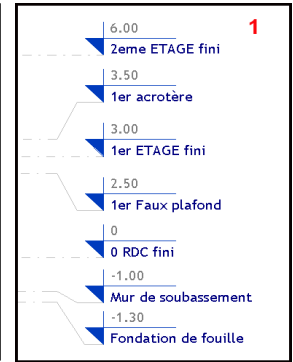 1
6.00
2eme ETAGE fini
3.50
1er acrotère
3.00
1er ETAGE fini
2.50
1er Faux plafond
0
0 RDC fini
-1.00
Mur de soubassement
-1.30
Fondation de fouille